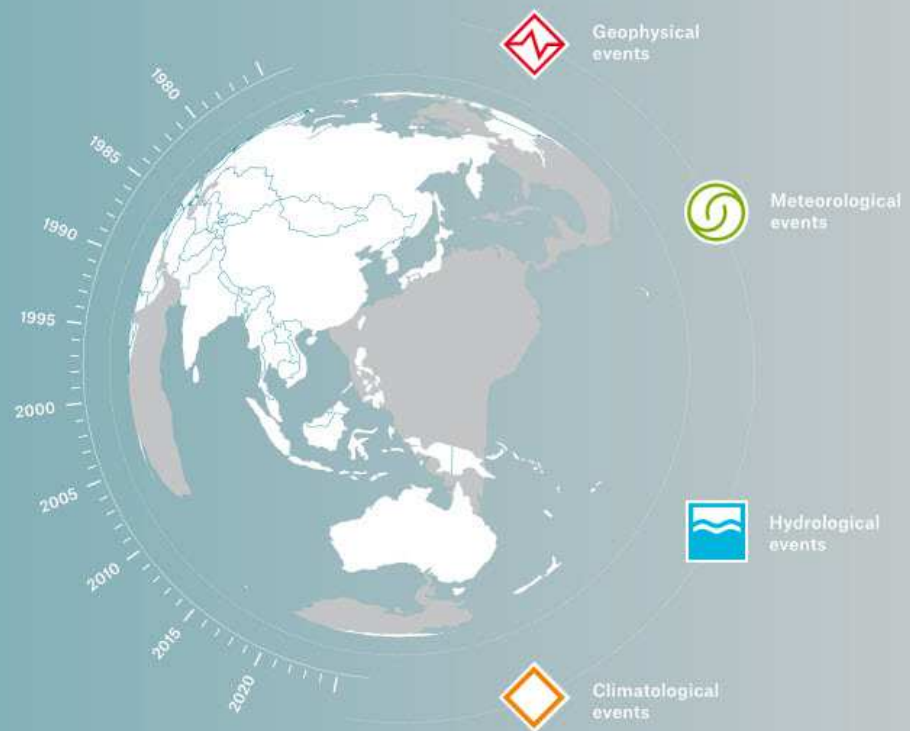 Geophysical
events
1980
1985
Meteorological
events
1990
1995
2000
2005
Hydrological
events
2010
2015
2020
Climatological
events